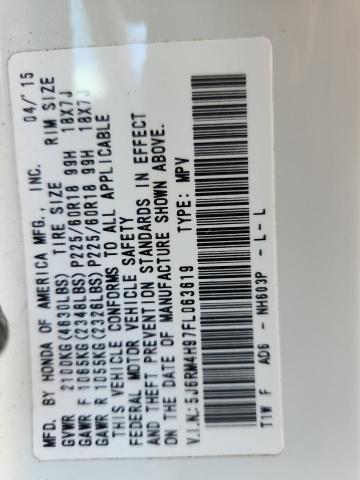 MFD. BY HONDA OF AMERICA MFG., INC. 04/'15
GVWR 2100KG(4630LBS) TIRE SIZE RIM SIZE
GAWR F 1065KG(2348LBS)P225/60R18 99H 18X7J
GAWR R 1055KG(2326LBS)P225/60R18 99H 18X7J
THIS VEHICLE CONFORMS TO ALL APPLICABLE
FEDERAL MOTOR VEHICLE SAFETY
AND THEFT PREVENTION STANDARDS IN EFFECT
ON THE DATE OF MANUFACTURE SHOWN ABOVE.
V.I.N:5J6RM4H97FL063619 TYPE: MPV
T1W F AD6 - NH603P - L - L